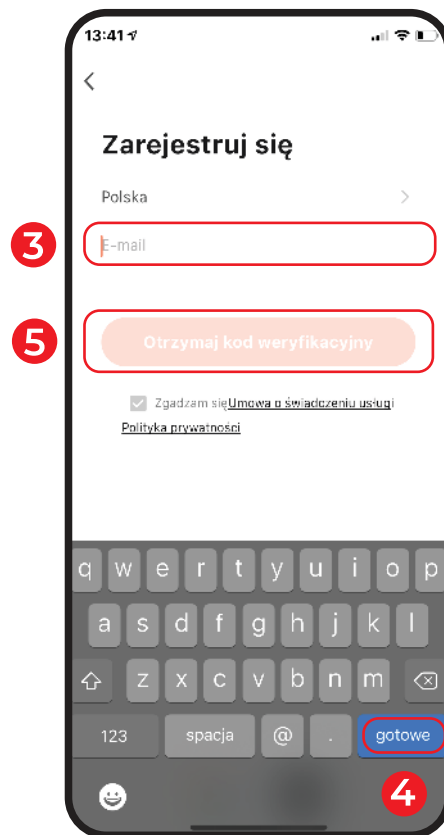 13:41
Zarejestruj się
Polska
3
E-mail
5
Otrzymaj kod weryfikacyjny
Zgadzam się Umowa o świadczeniu usługi
Polityka prywatności
q w e r t y u i o p
a s d f g h j k l
z x c v b n m
123 spacja @ . gotowe
4